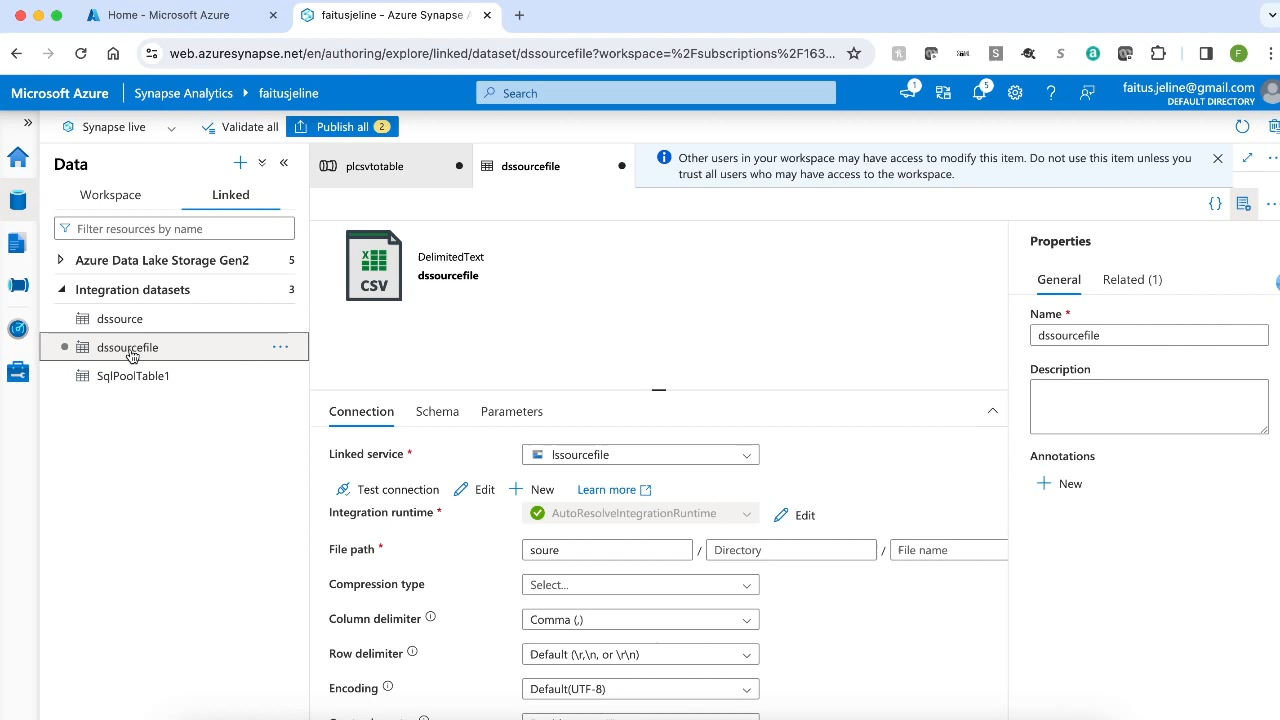 Home - Microsoft Azure
faitusjeline - Azure Synapse A
web.azuresynapse.net/en/authoring/explore/linked/dataset/dssourcefile?workspace=%2Fsubscriptions%2F163...
F
Microsoft Azure
Synapse Analytics
faitusjeline
Search
1
5
faitus.jeline@gmail.com
DEFAULT DIRECTORY
Synapse live
Validate all
Publish all 2
Data
plcsvtotable
dssourcefile
Other users in your workspace may have access to modify this item. Do not use this item unless you
trust all users who may have access to the workspace.
Workspace
Linked
Filter resources by name
Azure Data Lake Storage Gen2 5
Integration datasets 3
dssource
dssourcefile
SqlPoolTable1
CSV
DelimitedText
dssourcefile
Connection
Schema
Parameters
Linked service *
lssourcefile
Test connection
Edit
New
Learn more
Integration runtime *
AutoResolveIntegrationRuntime
Edit
File path *
soure / Directory / File name
Compression type
Select...
Column delimiter
Comma (,)
Row delimiter
Default (\r,\n, or \r\n)
Encoding
Default(UTF-8)
Properties
General
Related (1)
Name *
dssourcefile
Description
Annotations
New